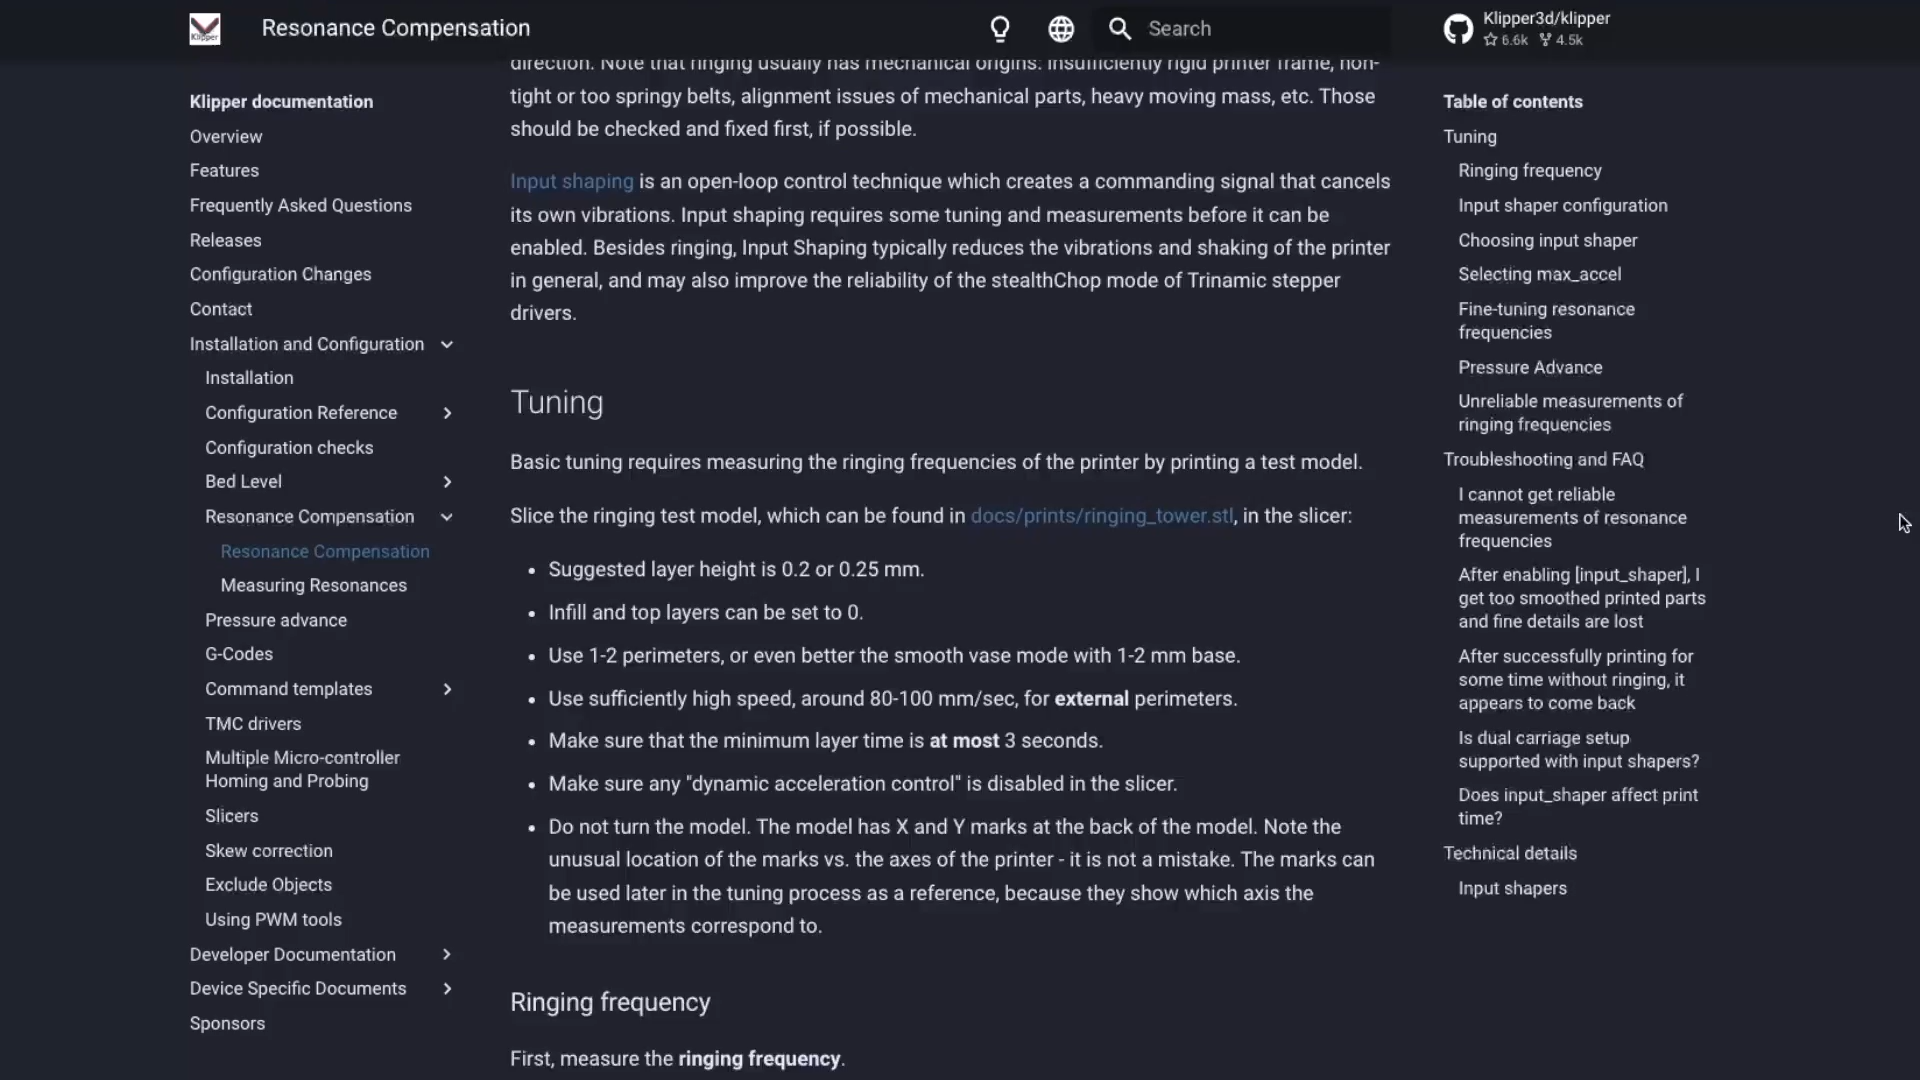 Klipper
Resonance Compensation
Search
Klipper3d/klipper
6.6k 4.5k
Klipper documentation
Overview
Features
Frequently Asked Questions
Releases
Configuration Changes
Contact
Installation and Configuration
Installation
Configuration Reference
Configuration checks
Bed Level
Resonance Compensation
Resonance Compensation
Measuring Resonances
Pressure advance
G-Codes
Command templates
TMC drivers
Multiple Micro-controller
Homing and Probing
Slicers
Skew correction
Exclude Objects
Using PWM tools
Developer Documentation
Device Specific Documents
Sponsors
direction. Note that ringing usually has mechanical origins: insufficiently rigid printer frame, non-
tight or too springy belts, alignment issues of mechanical parts, heavy moving mass, etc. Those
should be checked and fixed first, if possible.
Input shaping is an open-loop control technique which creates a commanding signal that cancels
its own vibrations. Input shaping requires some tuning and measurements before it can be
enabled. Besides ringing, Input Shaping typically reduces the vibrations and shaking of the printer
in general, and may also improve the reliability of the stealthChop mode of Trinamic stepper
drivers.
Tuning
Basic tuning requires measuring the ringing frequencies of the printer by printing a test model.
Slice the ringing test model, which can be found in docs/prints/ringing_tower.stl, in the slicer:
• Suggested layer height is 0.2 or 0.25 mm.
• Infill and top layers can be set to 0.
• Use 1-2 perimeters, or even better the smooth vase mode with 1-2 mm base.
• Use sufficiently high speed, around 80-100 mm/sec, for external perimeters.
• Make sure that the minimum layer time is at most 3 seconds.
• Make sure any "dynamic acceleration control" is disabled in the slicer.
• Do not turn the model. The model has X and Y marks at the back of the model. Note the
unusual location of the marks vs. the axes of the printer - it is not a mistake. The marks can
be used later in the tuning process as a reference, because they show which axis the
measurements correspond to.
Ringing frequency
First, measure the ringing frequency.
Table of contents
Tuning
Ringing frequency
Input shaper configuration
Choosing input shaper
Selecting max_accel
Fine-tuning resonance
frequencies
Pressure Advance
Unreliable measurements of
ringing frequencies
Troubleshooting and FAQ
I cannot get reliable
measurements of resonance
frequencies
After enabling [input_shaper], I
get too smoothed printed parts
and fine details are lost
After successfully printing for
some time without ringing, it
appears to come back
Is dual carriage setup
supported with input shapers?
Does input_shaper affect print
time?
Technical details
Input shapers